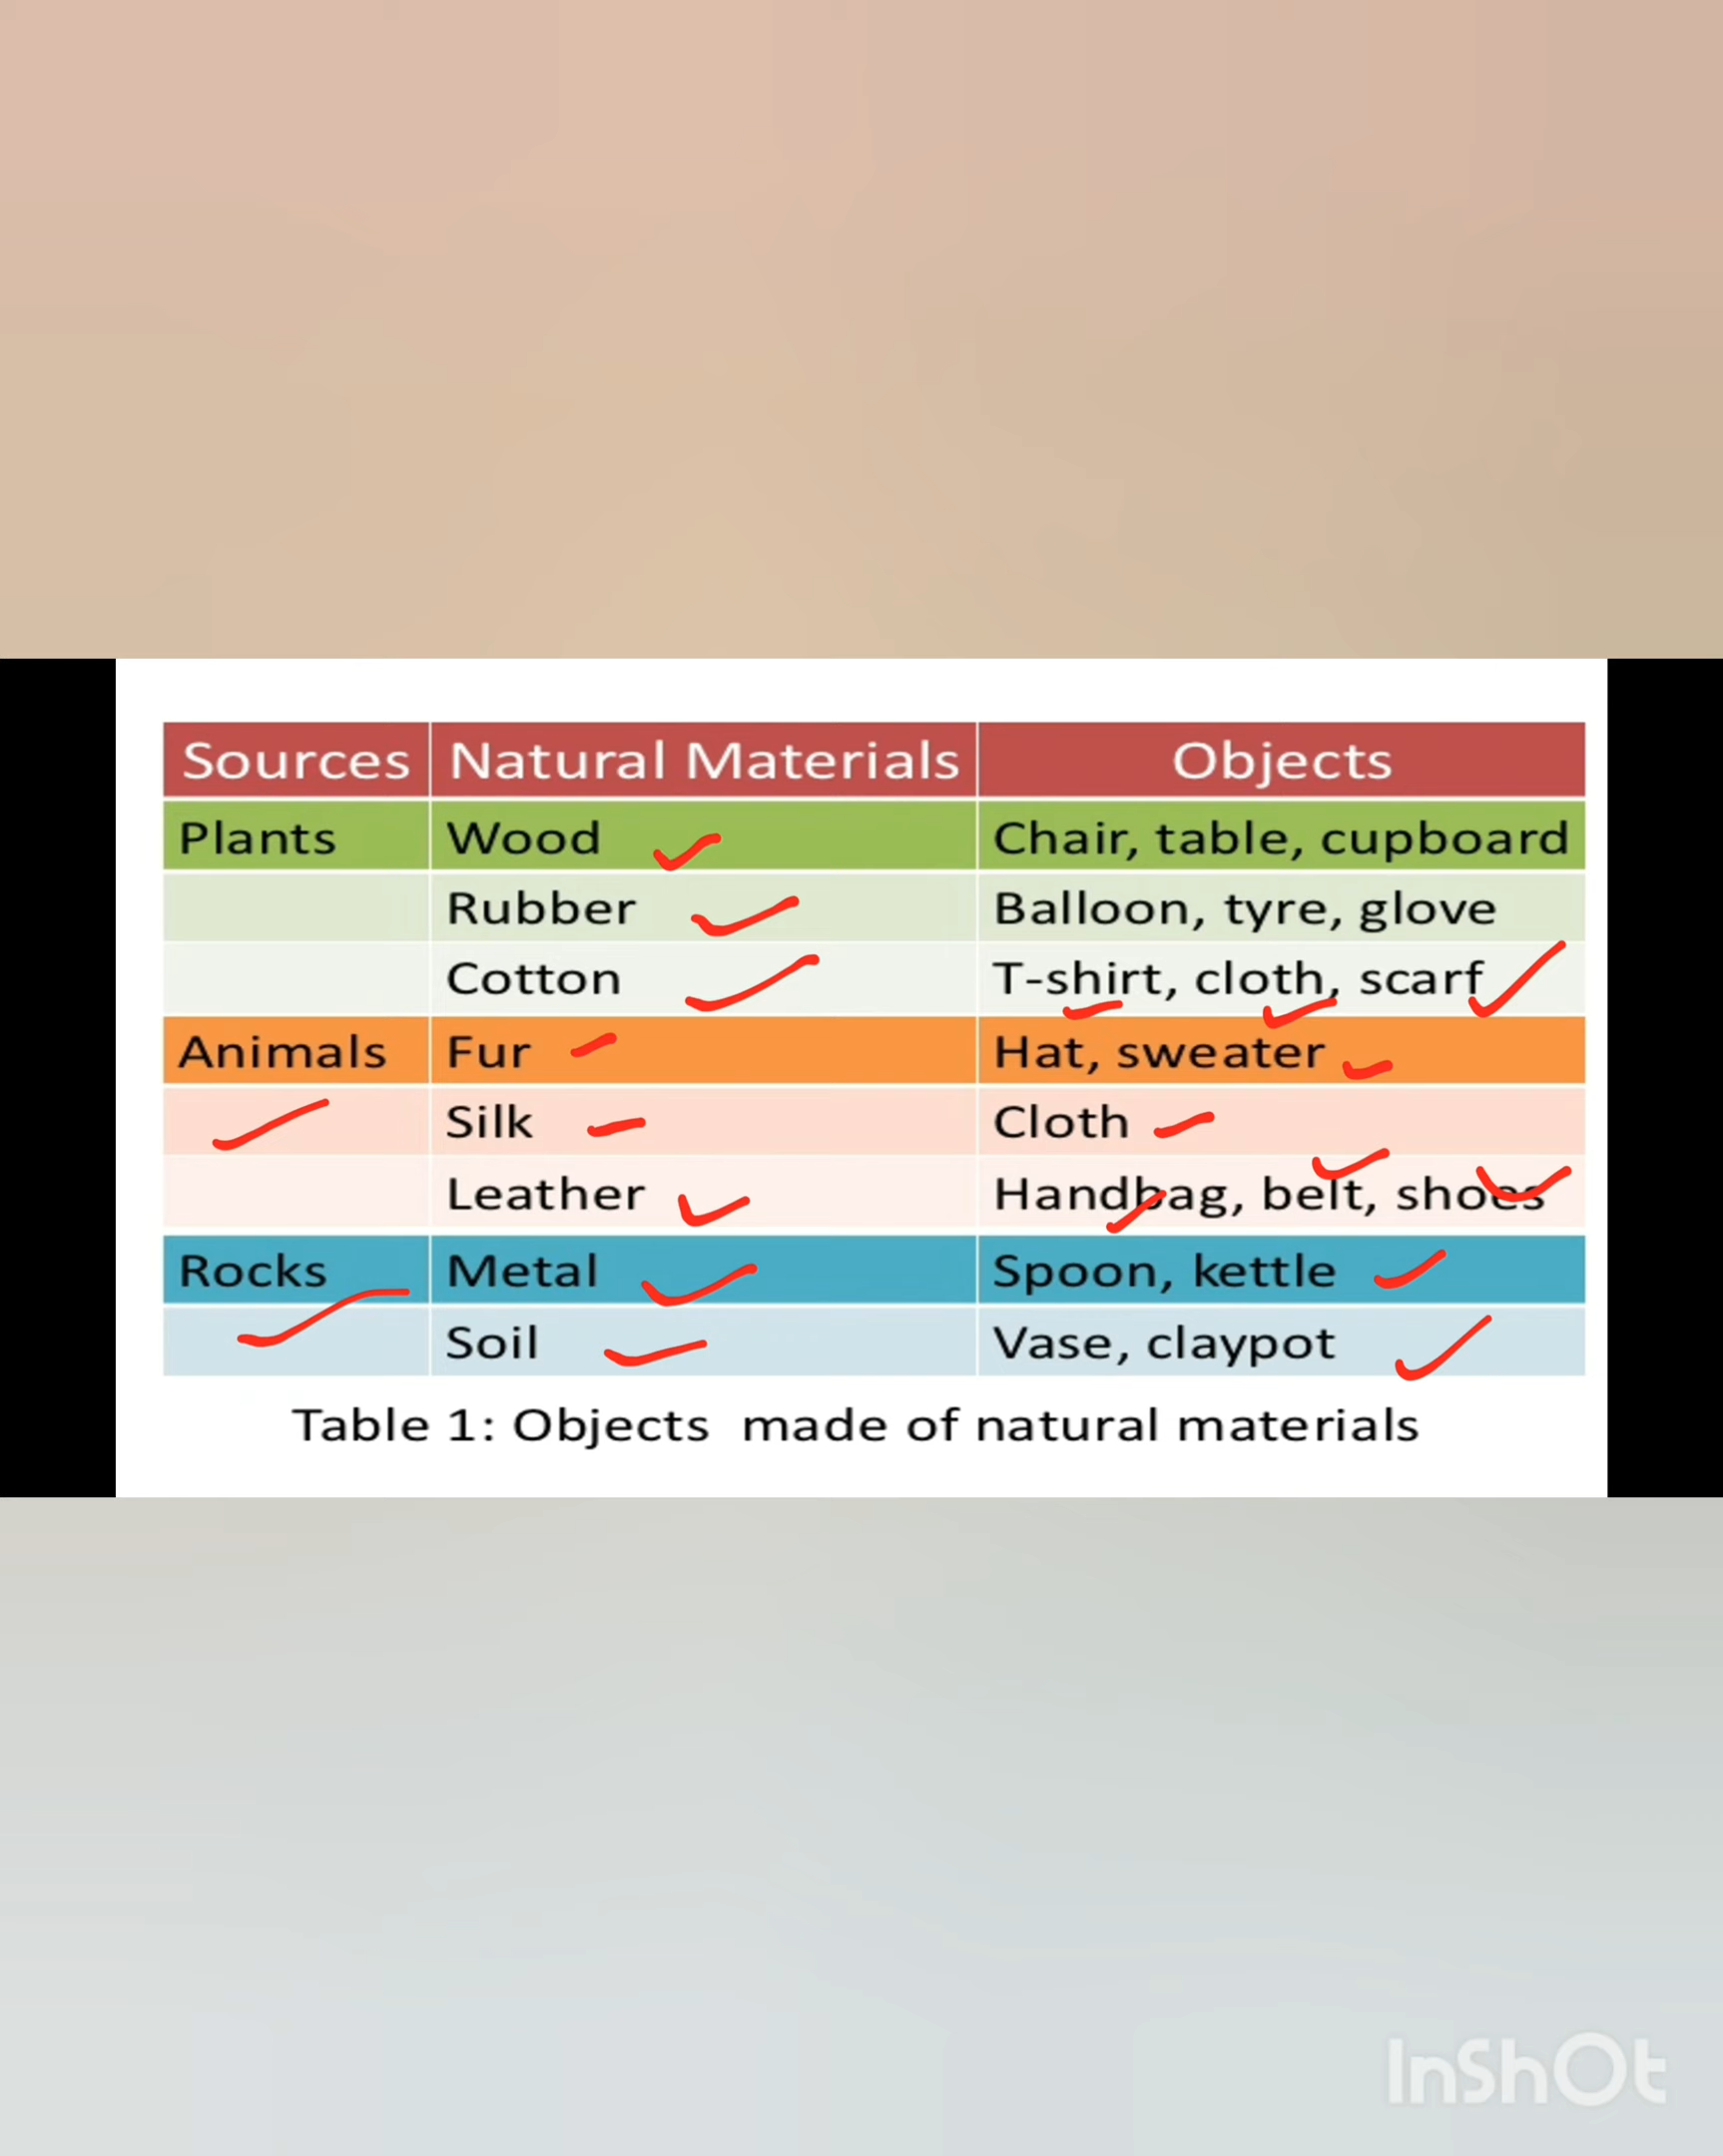 Sources Natural Materials Objects
Plants Wood Chair, table, cupboard
Rubber Balloon, tyre, glove
Cotton T-shirt, cloth, scarf
Animals Fur Hat, sweater
Silk Cloth
Leather Handbag, belt, shoes
Rocks Metal Spoon, kettle
Soil Vase, claypot
Table 1: Objects made of natural materials
InShOt